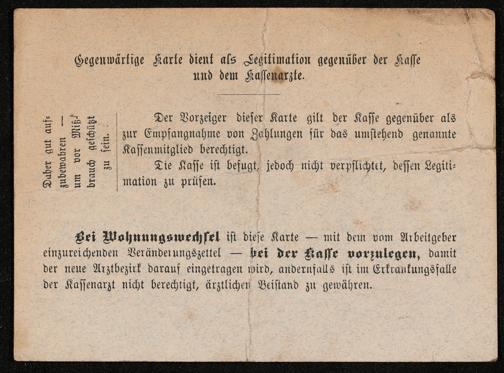 Gegenwärtige Karte dient als Legitimation gegenüber der Kasse
und dem Kassenarzte.
Daher gut auf-
zubewahren —
um vor Miß-
brauch geschützt
zu sein.
Der Vorzeiger dieser Karte gilt der Kasse gegenüber als
zur Empfangnahme von Zahlungen für das umstehend genannte
Kassenmitglied berechtigt.
Die Kasse ist befugt, jedoch nicht verpflichtet, dessen Legiti-
mation zu prüfen.
Bei Wohnungswechsel ist diese Karte — mit dem vom Arbeitgeber
einzureichenden Veränderungszettel — bei der Kasse vorzulegen, damit
der neue Arztbezirk darauf eingetragen wird, andernfalls ist im Erkrankungsfalle
der Kassenarzt nicht berechtigt, ärztlichen Beistand zu gewähren.